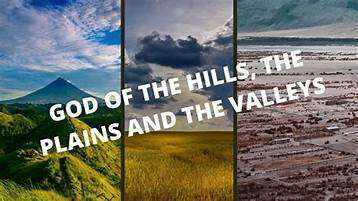 GOD OF THE HILLS, THE
PLAINS AND THE VALLEYS